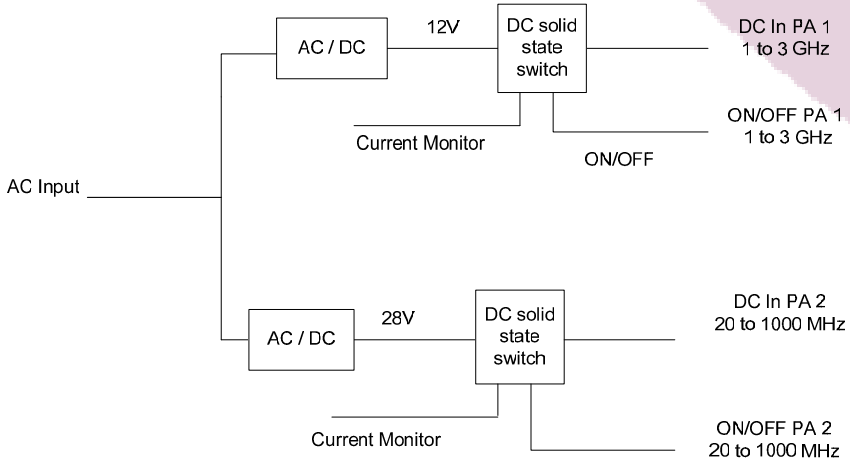 12V
DC solid
state
switch
DC In PA 1
1 to 3 GHz
AC / DC
ON/OFF PA 1
1 to 3 GHz
Current Monitor
ON/OFF
AC Input
28V
DC solid
state
switch
DC In PA 2
20 to 1000 MHz
AC / DC
Current Monitor
ON/OFF PA 2
20 to 1000 MHz